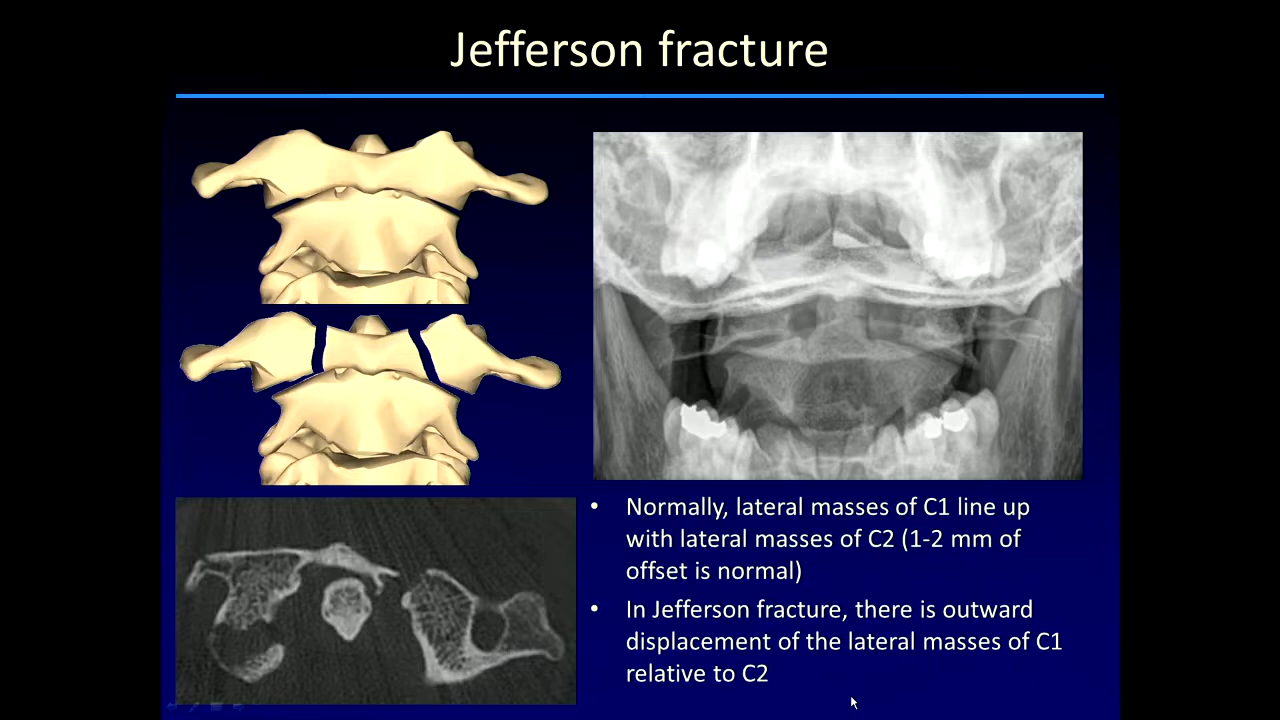 Jefferson fracture
• Normally, lateral masses of C1 line up
with lateral masses of C2 (1-2 mm of
offset is normal)
• In Jefferson fracture, there is outward
displacement of the lateral masses of C1
relative to C2